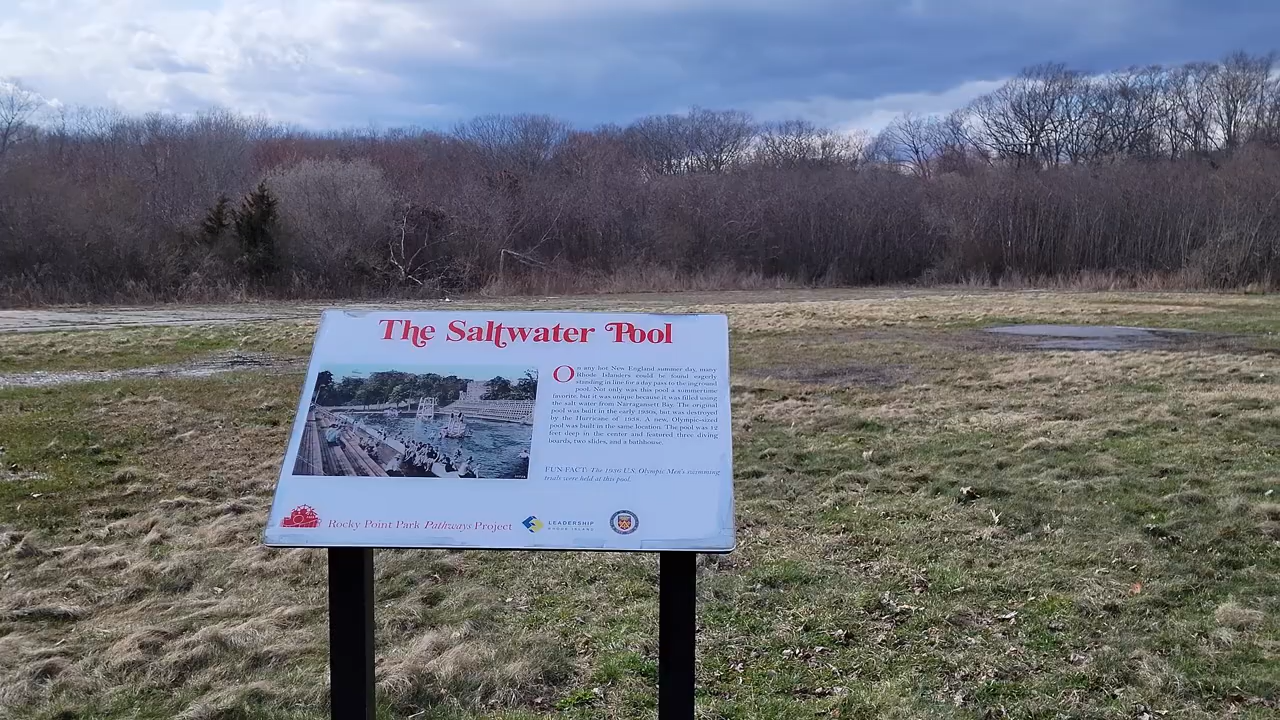 The Saltwater Pool
On any hot New England summer day, many
Rhode Islanders could be found eagerly
standing in line for a day pass to the inground
pool. Not only was this pool a summertime
favorite, but it was unique because it was filled using
the salt water from Narragansett Bay. The original
pool was built in the early 1930s, but was destroyed
by the Hurricane of 1938. A new, Olympic-sized
pool was built in the same location. The pool was 12
feet deep in the center and featured three diving
boards, two slides, and a bathhouse.
FUN FACT: The 1936 U.S. Olympic Men's swimming
trials were held at this pool.
Rocky Point Park Pathways Project
LEADERSHIP
RHODE ISLAND